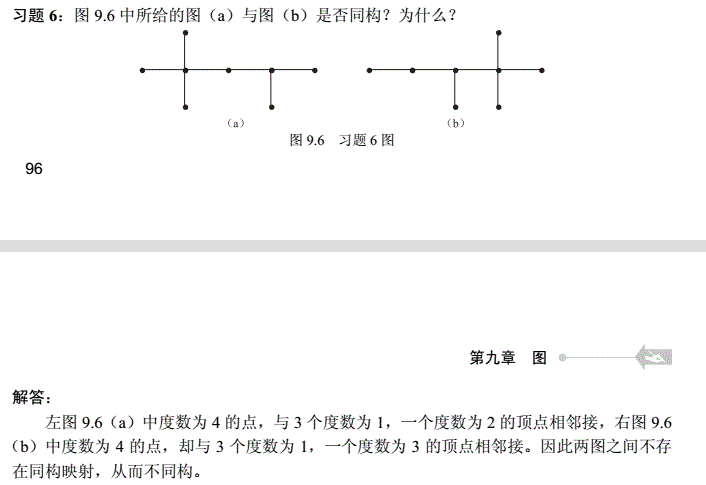 习题 6：图 9.6 中所给的图（a）与图（b）是否同构？为什么？
（a）
（b）
图 9.6　习题 6 图
96
第九章　图
解答：
左图 9.6（a）中度数为 4 的点，与 3 个度数为 1，一个度数为 2 的顶点相邻接，右图 9.6
（b）中度数为 4 的点，却与 3 个度数为 1，一个度数为 3 的顶点相邻接。因此两图之间不存
在同构映射，从而不同构。